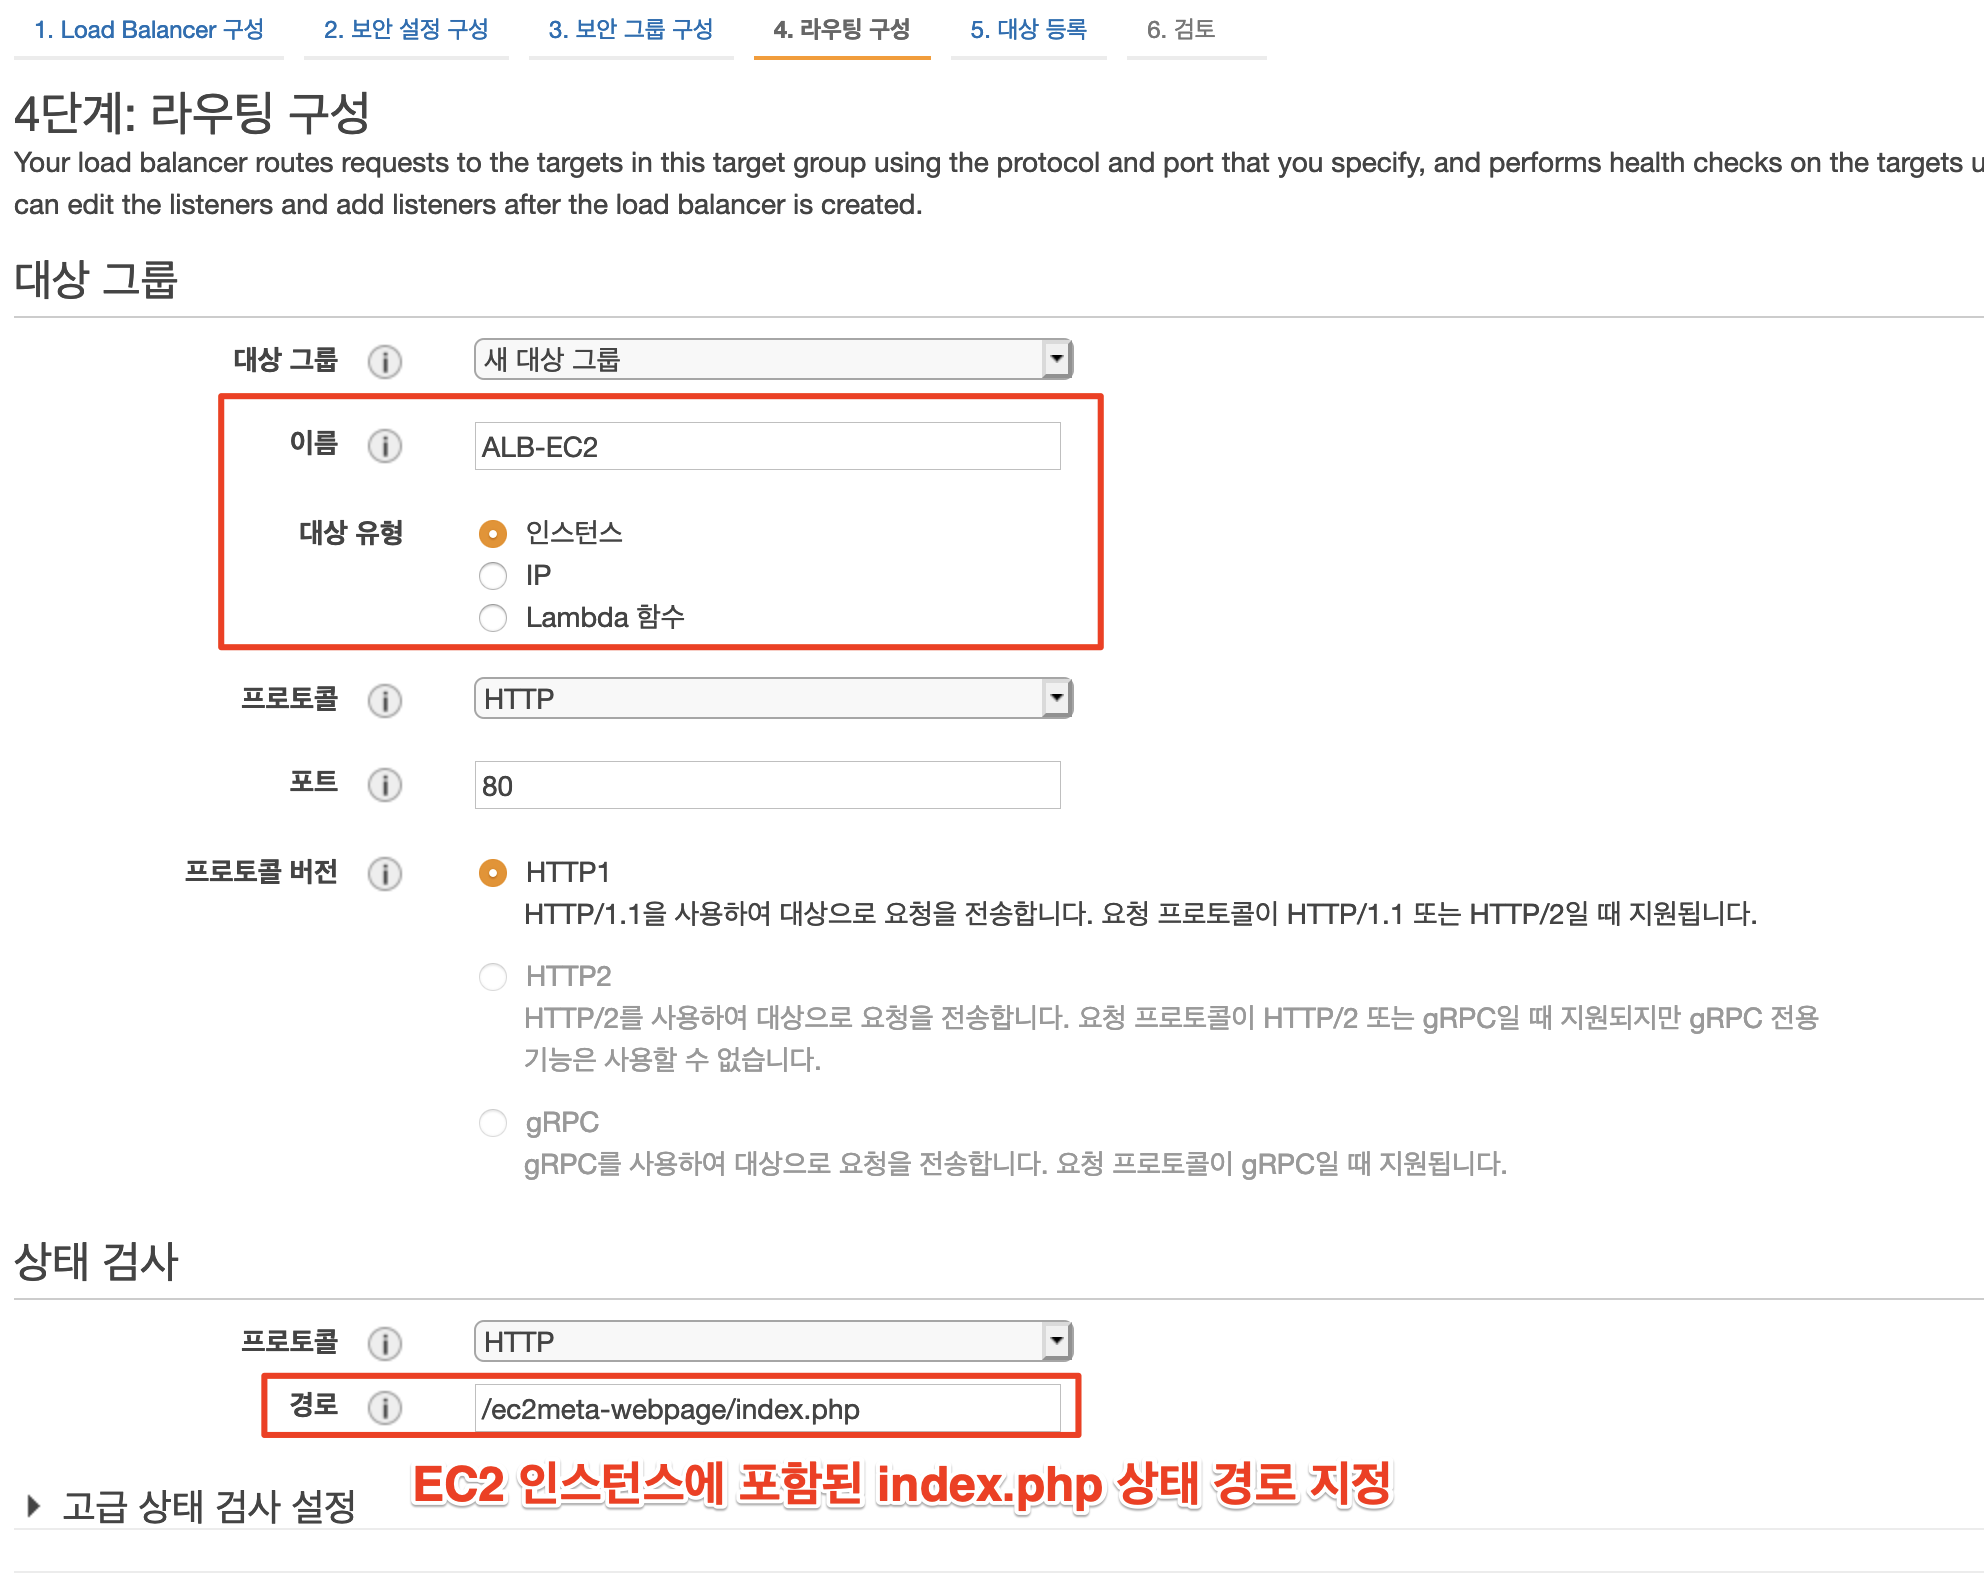 1. Load Balancer 구성 2. 보안 설정 구성 3. 보안 그룹 구성 4. 라우팅 구성 5. 대상 등록 6. 검토
4단계: 라우팅 구성
Your load balancer routes requests to the targets in this target group using the protocol and port that you specify, and performs health checks on the targets u
can edit the listeners and add listeners after the load balancer is created.
대상 그룹
대상 그룹 i 새 대상 그룹
이름 i ALB-EC2
대상 유형 인스턴스
IP
Lambda 함수
프로토콜 i HTTP
포트 i 80
프로토콜 버전 i HTTP1
HTTP/1.1을 사용하여 대상으로 요청을 전송합니다. 요청 프로토콜이 HTTP/1.1 또는 HTTP/2일 때 지원됩니다.
HTTP2
HTTP/2를 사용하여 대상으로 요청을 전송합니다. 요청 프로토콜이 HTTP/2 또는 gRPC일 때 지원되지만 gRPC 전용
기능은 사용할 수 없습니다.
gRPC
gRPC를 사용하여 대상으로 요청을 전송합니다. 요청 프로토콜이 gRPC일 때 지원됩니다.
상태 검사
프로토콜 i HTTP
경로 i /ec2meta-webpage/index.php
EC2 인스턴스에 포함된 index.php 상태 경로 지정
고급 상태 검사 설정